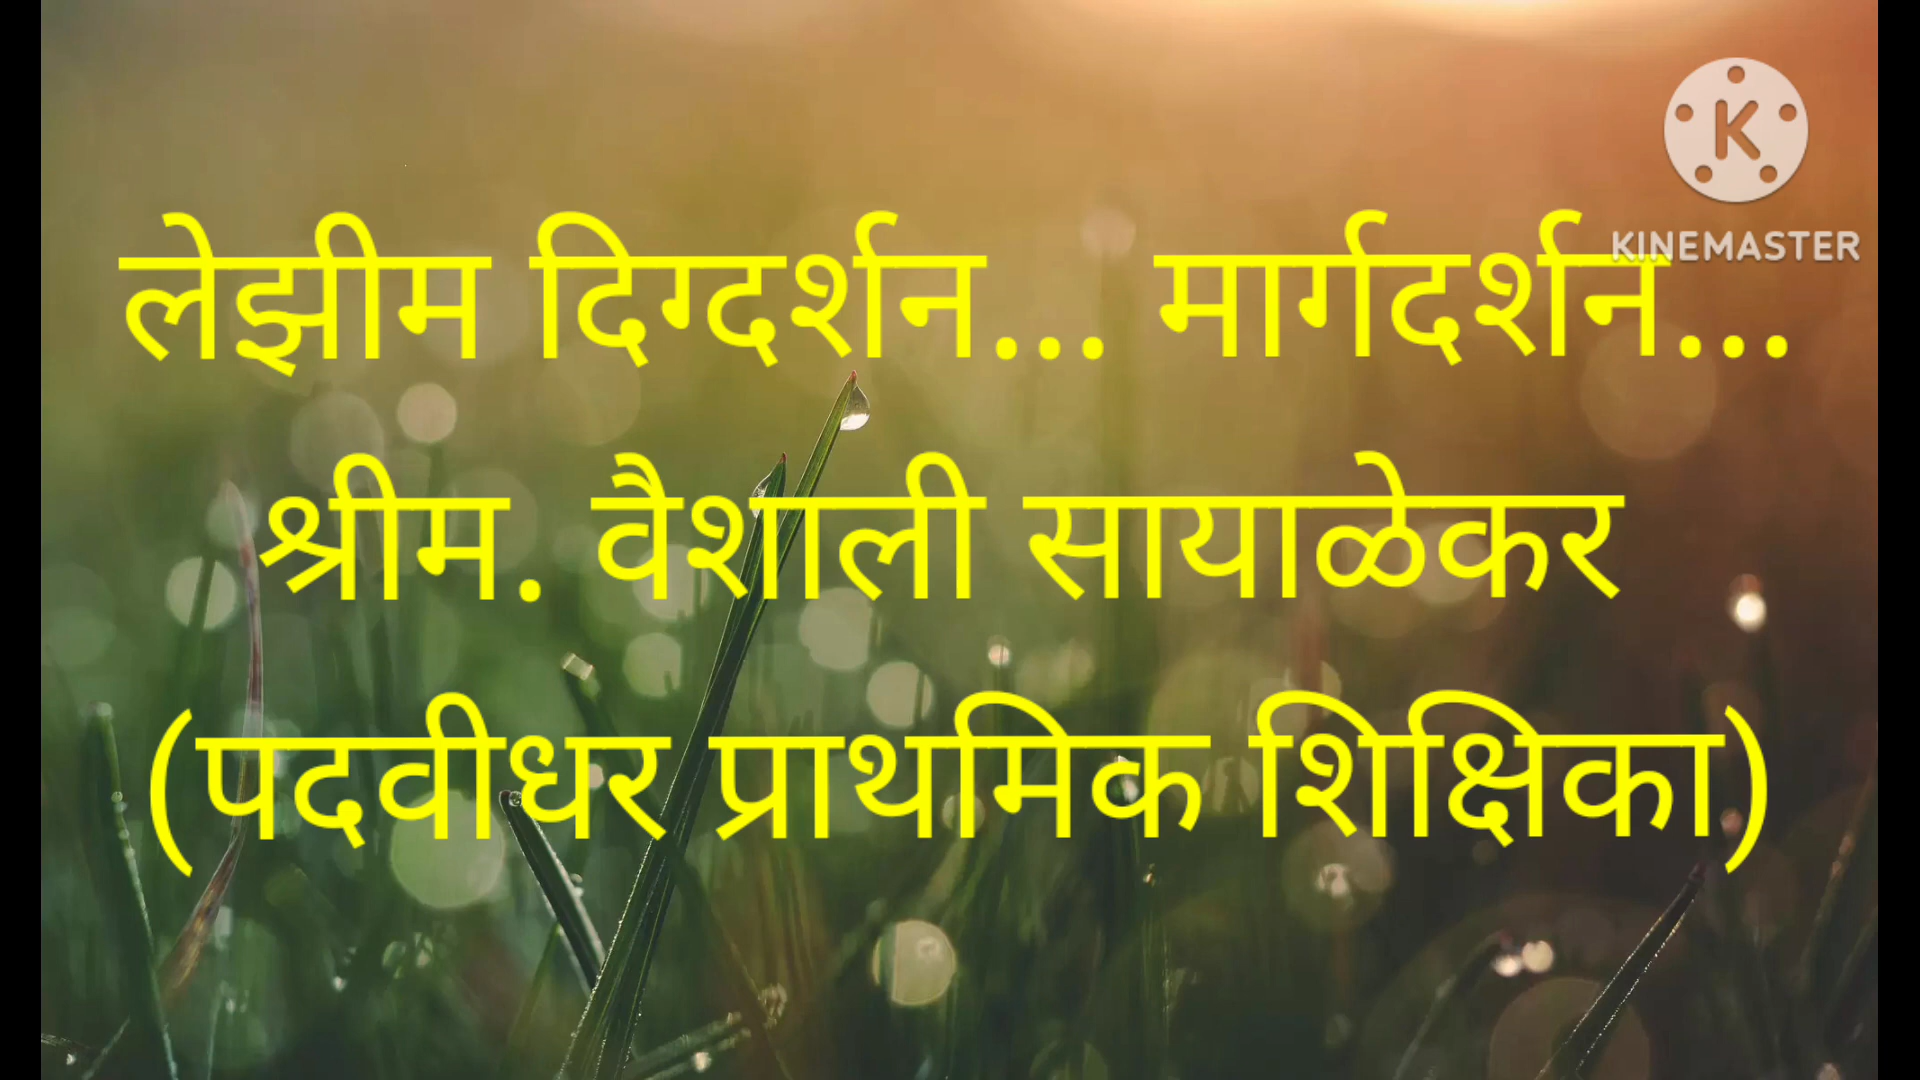 KINEMASTER
लेझीम दिग्दर्शन... मार्गदर्शन...
श्रीम. वैशाली सायाळेकर
(पदवीधर प्राथमिक शिक्षिका)